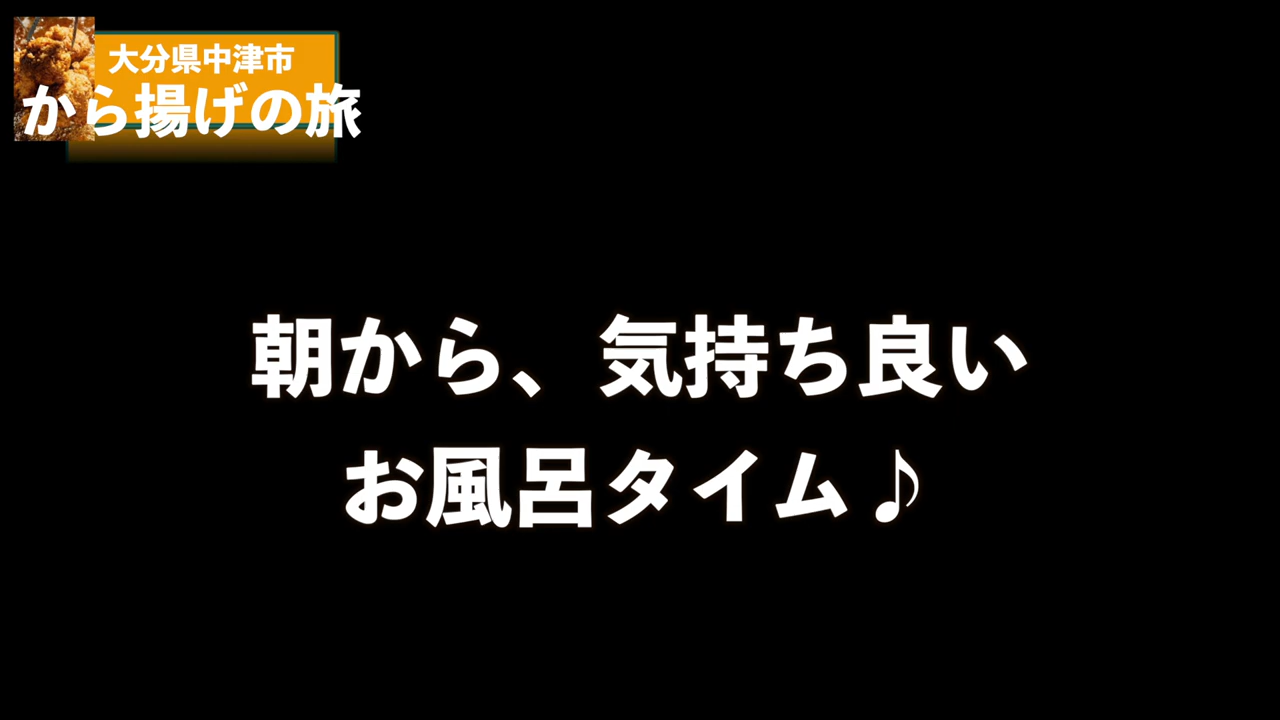 大分県中津市
から揚げの旅
朝から、気持ち良い
お風呂タイム♪